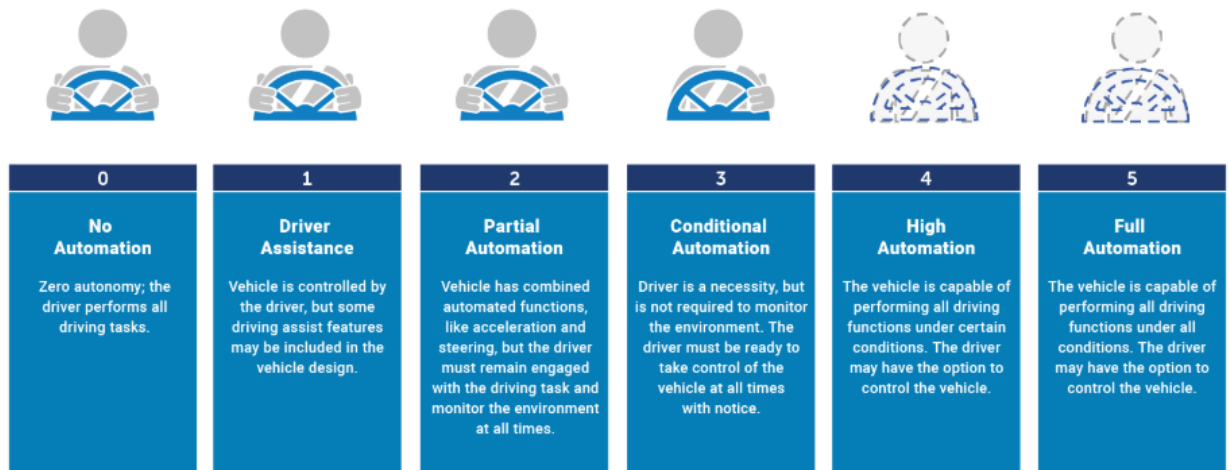 0
No
Automation
Zero autonomy; the
driver performs all
driving tasks.
1
Driver
Assistance
Vehicle is controlled by
the driver, but some
driving assist features
may be included in the
vehicle design.
2
Partial
Automation
Vehicle has combined
automated functions,
like acceleration and
steering, but the driver
must remain engaged
with the driving task and
monitor the environment
at all times.
3
Conditional
Automation
Driver is a necessity, but
is not required to monitor
the environment. The
driver must be ready to
take control of the
vehicle at all times
with notice.
4
High
Automation
The vehicle is capable of
performing all driving
functions under certain
conditions. The driver
may have the option to
control the vehicle.
5
Full
Automation
The vehicle is capable of
performing all driving
functions under all
conditions. The driver
may have the option to
control the vehicle.